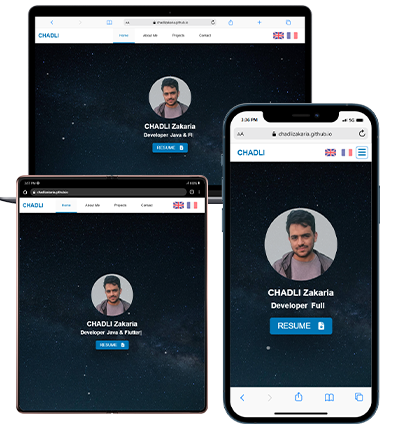 chadlizakaria.github.io
CHADLI
Home
About Me
Projects
Contact
CHADLI Zakaria
Developer Java & Fl
RESUME
3:36 PM
5G
AA
chadlizakaria.github.io
CHADLI
CHADLI Zakaria
Developer Full
RESUME
chadlizakaria.github.io
CHADLI
Home
About Me
Projects
Contact
CHADLI Zakaria
Developer Java & Flutter|
RESUME